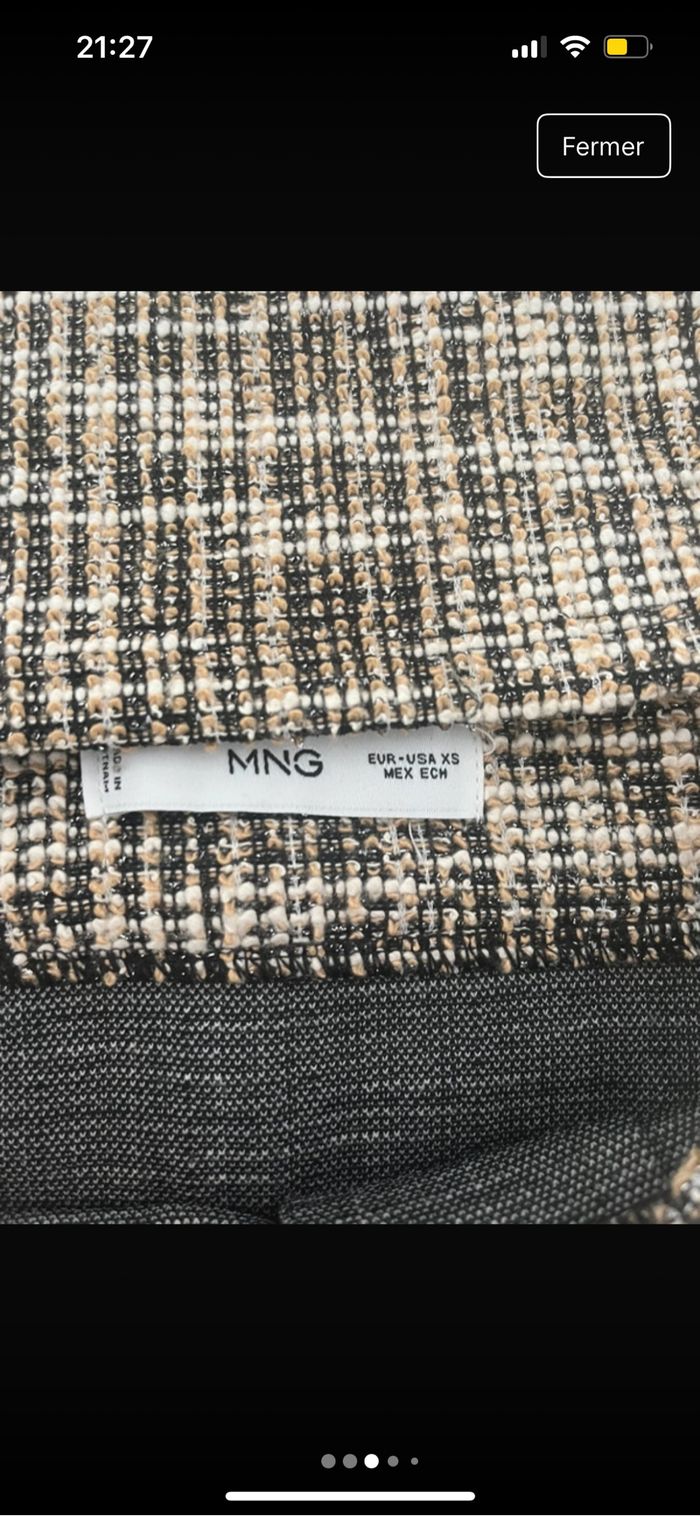 21:27
Fermer
MNG
EUR-USA XS
MEX ECH